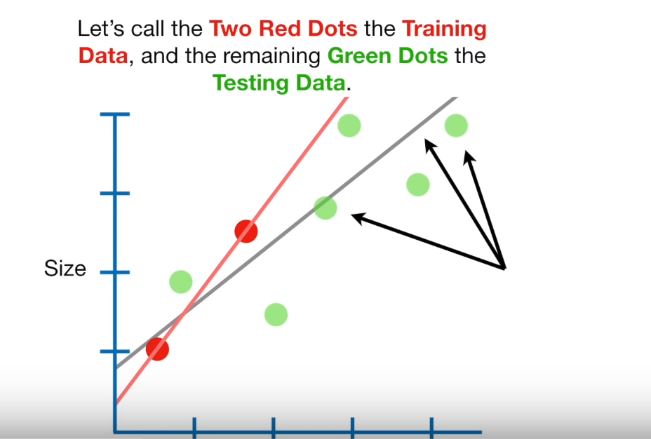 Let's call the Two Red Dots the Training
Data, and the remaining Green Dots the
Testing Data.
Size